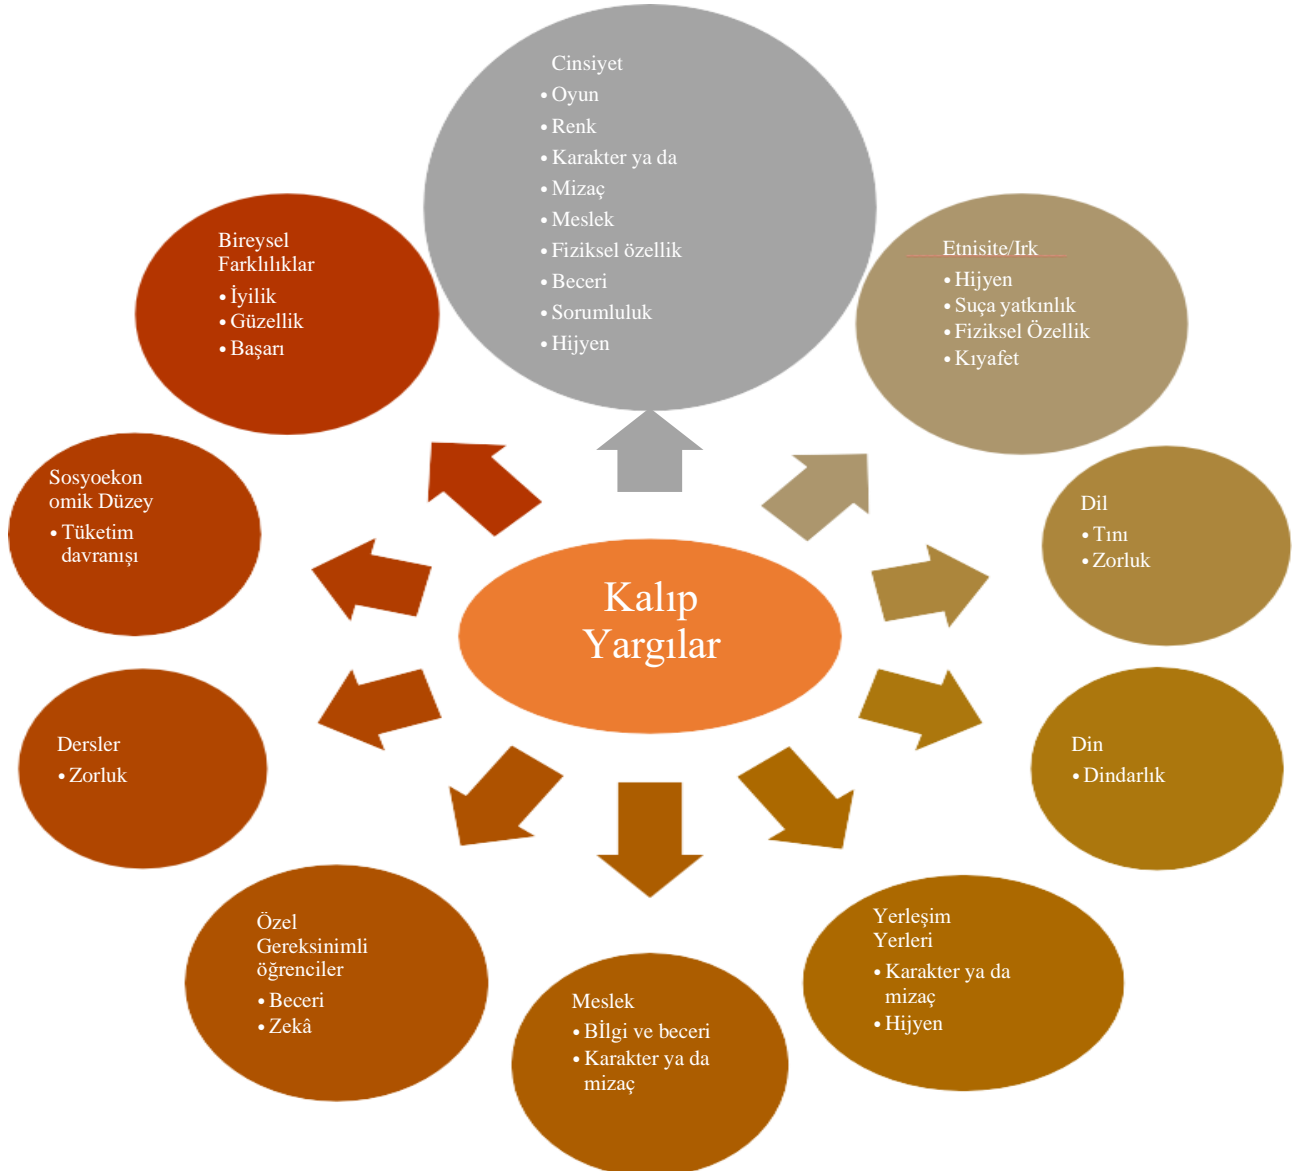 Cinsiyet
• Oyun
• Renk
• Karakter ya da
• Mizaç
• Meslek
• Fiziksel özellik
• Beceri
• Sorumluluk
• Hijyen
Bireysel
Farklılıklar
• İyilik
• Güzellik
• Başarı
Etnisite/Irk
• Hijyen
• Suça yatkınlık
• Fiziksel Özellik
• Kıyafet
Sosyoekon
omik Düzey
• Tüketim
davranışı
Dil
• Tını
• Zorluk
Kalıp
Yargılar
Dersler
• Zorluk
Din
• Dindarlık
Özel
Gereksinimli
öğrenciler
• Beceri
• Zekâ
Meslek
• Bİlgi ve beceri
• Karakter ya da
mizaç
Yerleşim
Yerleri
• Karakter ya da
mizaç
• Hijyen